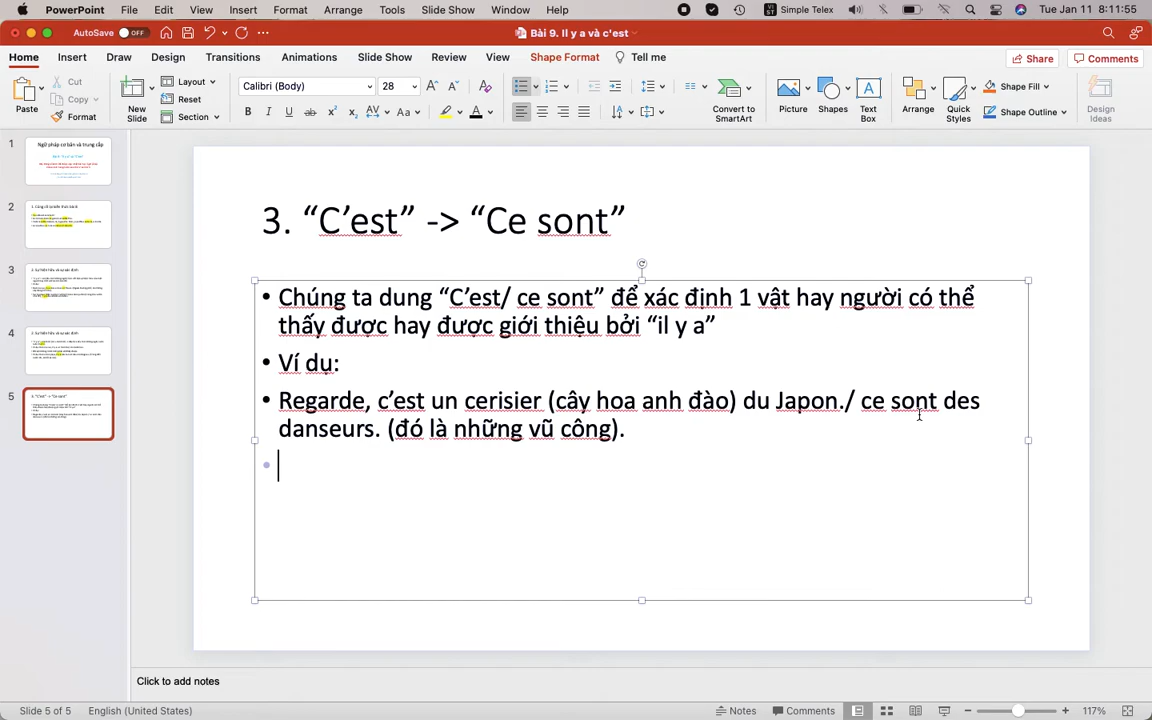 PowerPoint File Edit View Insert Format Arrange Tools Slide Show Window Help Simple Telex Tue Jan 11 8:11:55
AutoSave OFF Bài 9. Il y a và c'est
Home Insert Draw Design Transitions Animations Slide Show Review View Shape Format Tell me Share Comments
Paste Cut Copy Format New Slide Layout Reset Section Calibri (Body) 28 Convert to SmartArt Picture Shapes Text Box Arrange Quick Styles Shape Fill Shape Outline Design Ideas
1
2
3
4
5
3. “C’est” -> “Ce sont”
• Chúng ta dung “C’est/ ce sont” để xác định 1 vật hay người có thể
thấy được hay được giới thiệu bởi “il y a”
• Ví dụ:
• Regarde, c’est un cerisier (cây hoa anh đào) du Japon./ ce sont des
danseurs. (đó là những vũ công).
Click to add notes
Slide 5 of 5 English (United States) Notes Comments 117%